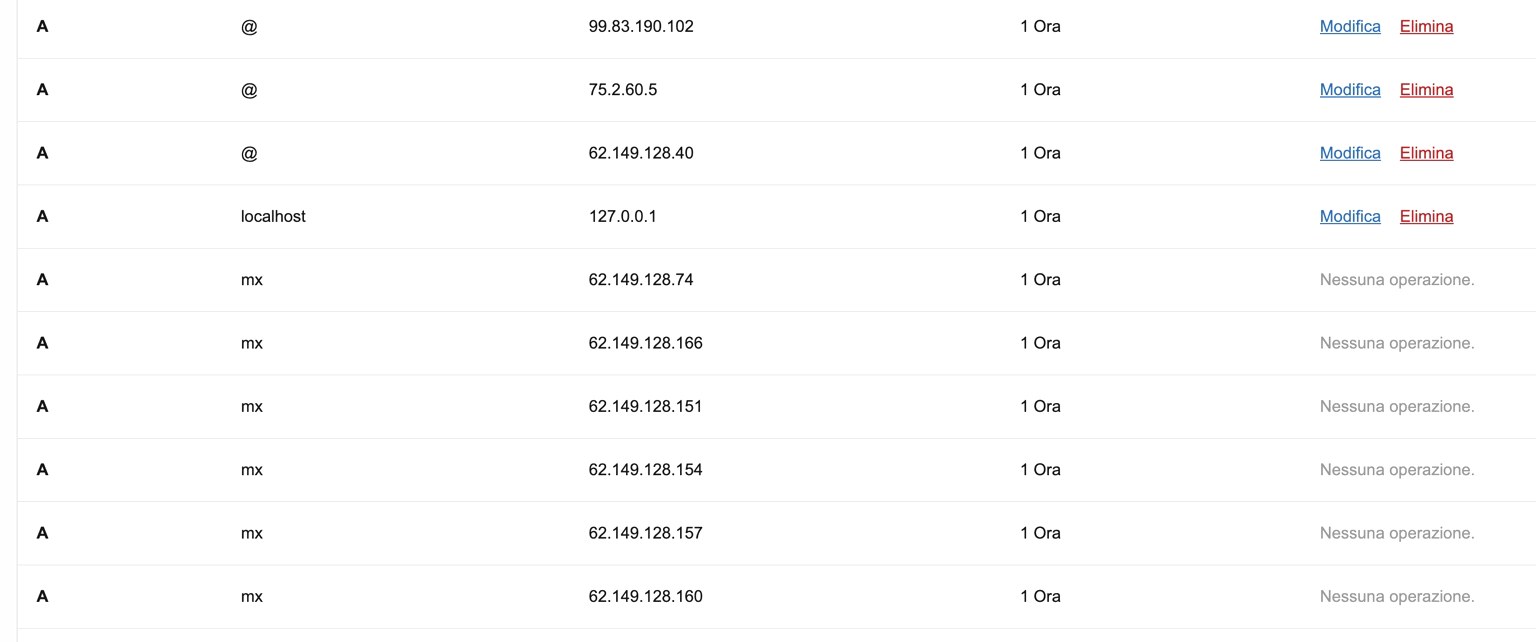 A @ 99.83.190.102 1 Ora Modifica Elimina
A @ 75.2.60.5 1 Ora Modifica Elimina
A @ 62.149.128.40 1 Ora Modifica Elimina
A localhost 127.0.0.1 1 Ora Modifica Elimina
A mx 62.149.128.74 1 Ora Nessuna operazione.
A mx 62.149.128.166 1 Ora Nessuna operazione.
A mx 62.149.128.151 1 Ora Nessuna operazione.
A mx 62.149.128.154 1 Ora Nessuna operazione.
A mx 62.149.128.157 1 Ora Nessuna operazione.
A mx 62.149.128.160 1 Ora Nessuna operazione.